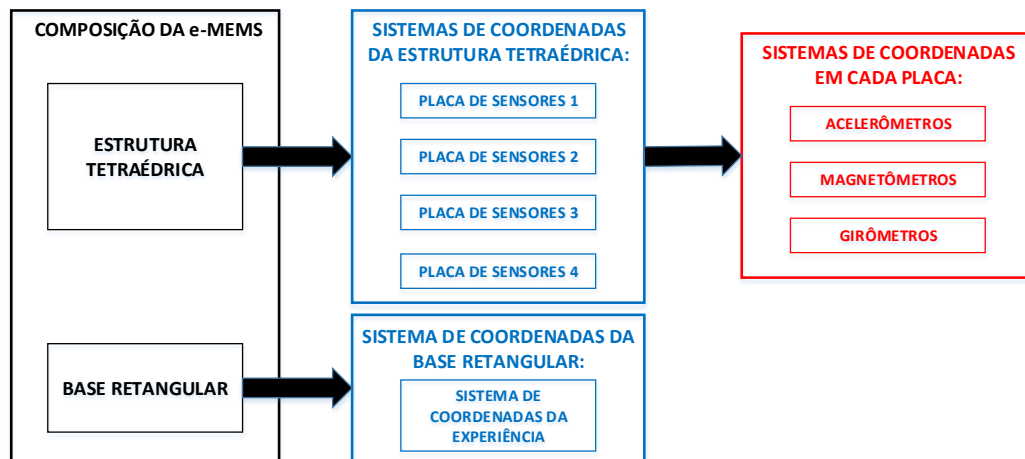 COMPOSIÇÃO DA e-MEMS
ESTRUTURA
TETRAÉDRICA
BASE RETANGULAR
SISTEMAS DE COORDENADAS
DA ESTRUTURA TETRAÉDRICA:
PLACA DE SENSORES 1
PLACA DE SENSORES 2
PLACA DE SENSORES 3
PLACA DE SENSORES 4
SISTEMA DE COORDENADAS DA
BASE RETANGULAR:
SISTEMA DE
COORDENADAS DA
EXPERIÊNCIA
SISTEMAS DE COORDENADAS
EM CADA PLACA:
ACELERÔMETROS
MAGNETÔMETROS
GIRÔMETROS